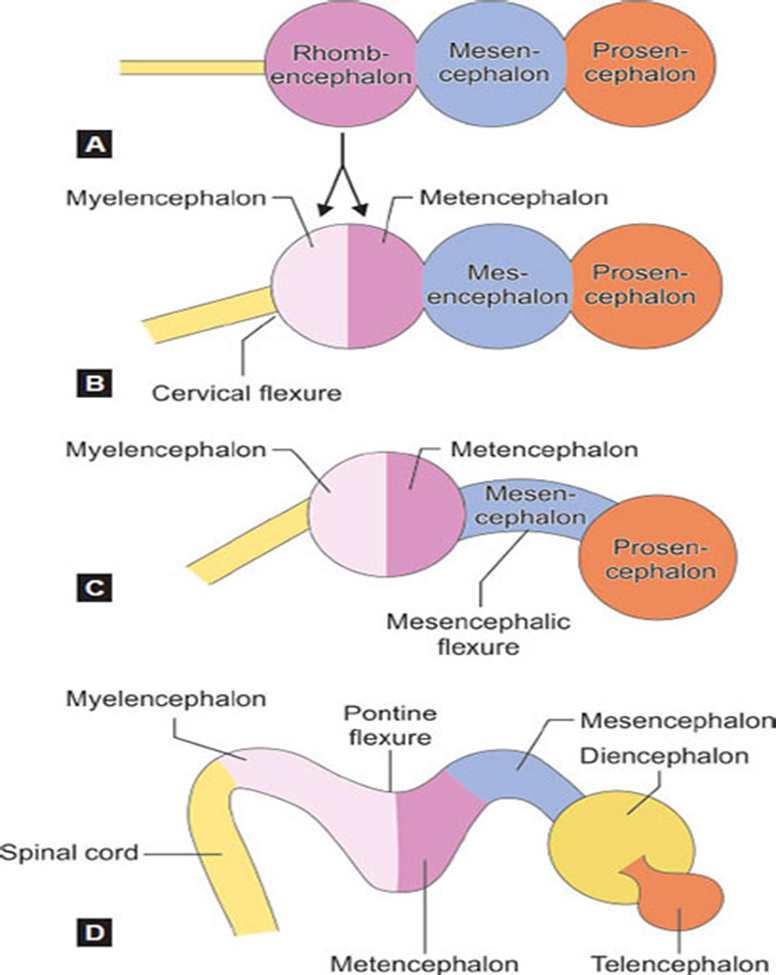 Rhomb-
encephalon
Mesen-
cephalon
Prosen-
cephalon
A
Myelencephalon
Metencephalon
Mes-
encephalon
Prosen-
cephalon
B
Cervical flexure
Myelencephalon
Metencephalon
Mesen-
cephalon
Prosen-
cephalon
C
Mesencephalic
flexure
Myelencephalon
Pontine
flexure
Mesencephalon
Diencephalon
Spinal cord
D
Metencephalon
Telencephalon